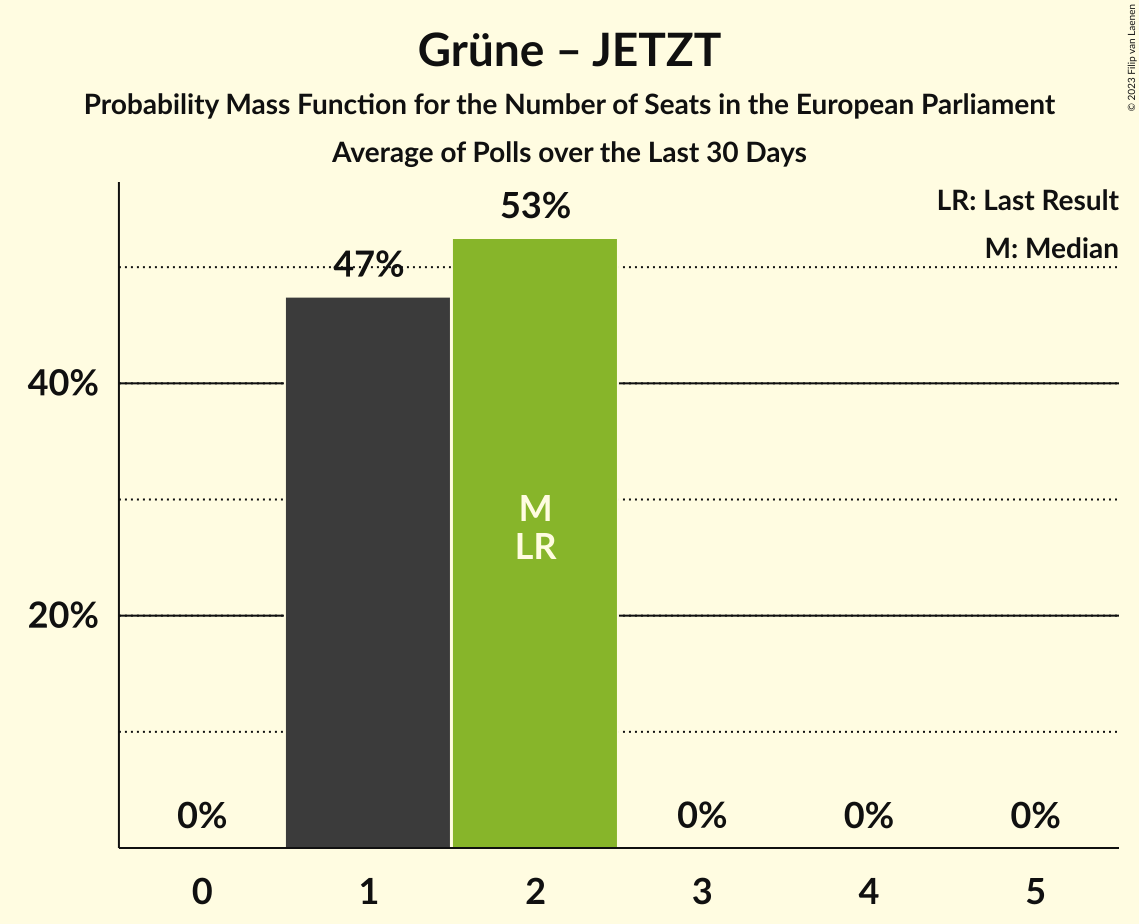 Grüne – JETZT
Probability Mass Function for the Number of Seats in the European Parliament
Average of Polls over the Last 30 Days
© 2023 Filip van Laenen
LR: Last Result
M: Median
53%
47%
40%
20%
M
LR
0%
0%
0%
0%
0
1
2
3
4
5